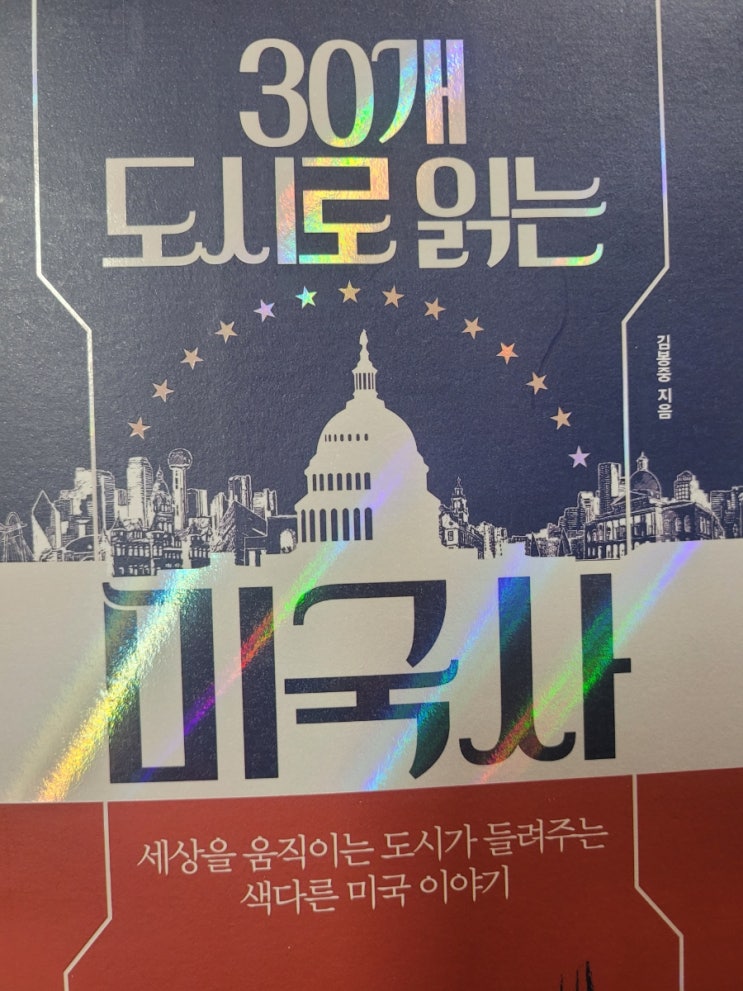 30개
도시로 읽는
김봉중 지음
미국사
세상을 움직이는 도시가 들려주는
색다른 미국 이야기